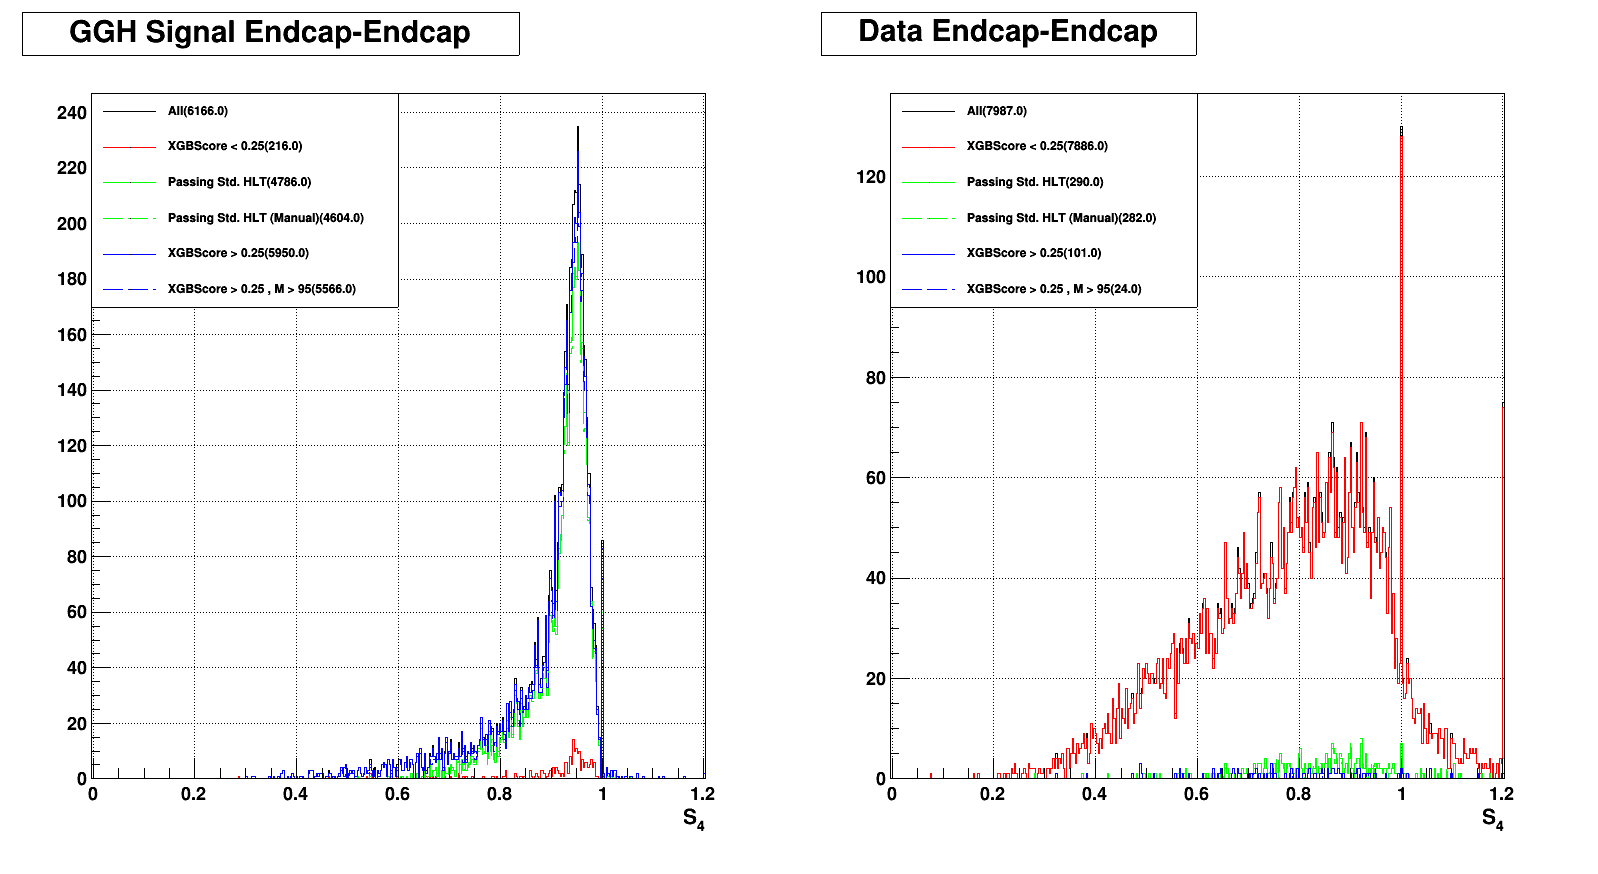 GGH Signal Endcap-Endcap
All(6166.0)
XGBScore < 0.25(216.0)
Passing Std. HLT(4786.0)
Passing Std. HLT (Manual)(4604.0)
XGBScore > 0.25(5950.0)
XGBScore > 0.25 , M > 95(5566.0)
240
220
200
180
160
140
120
100
80
60
40
20
0
0 0.2 0.4 0.6 0.8 1 1.2
S4
Data Endcap-Endcap
All(7987.0)
XGBScore < 0.25(7886.0)
Passing Std. HLT(290.0)
Passing Std. HLT (Manual)(282.0)
XGBScore > 0.25(101.0)
XGBScore > 0.25 , M > 95(24.0)
120
100
80
60
40
20
0
0 0.2 0.4 0.6 0.8 1 1.2
S4